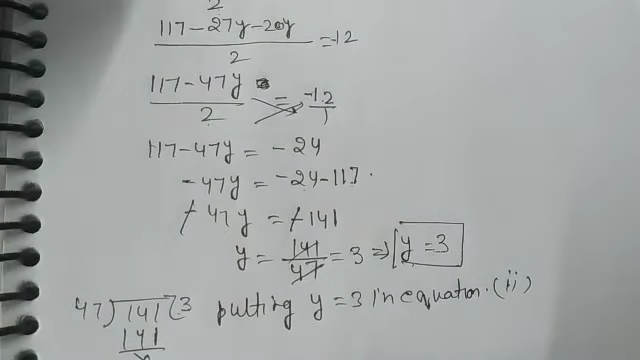 2
117-27y-20y
2
=-12
117-47y
2
= -12
1
117-47y = -24
-47y = -24-117.
-47y = -141
y = 141
47
= 3 ⇒ y = 3
47) 141 (3 putting y = 3 in equation.(ii)
141
x